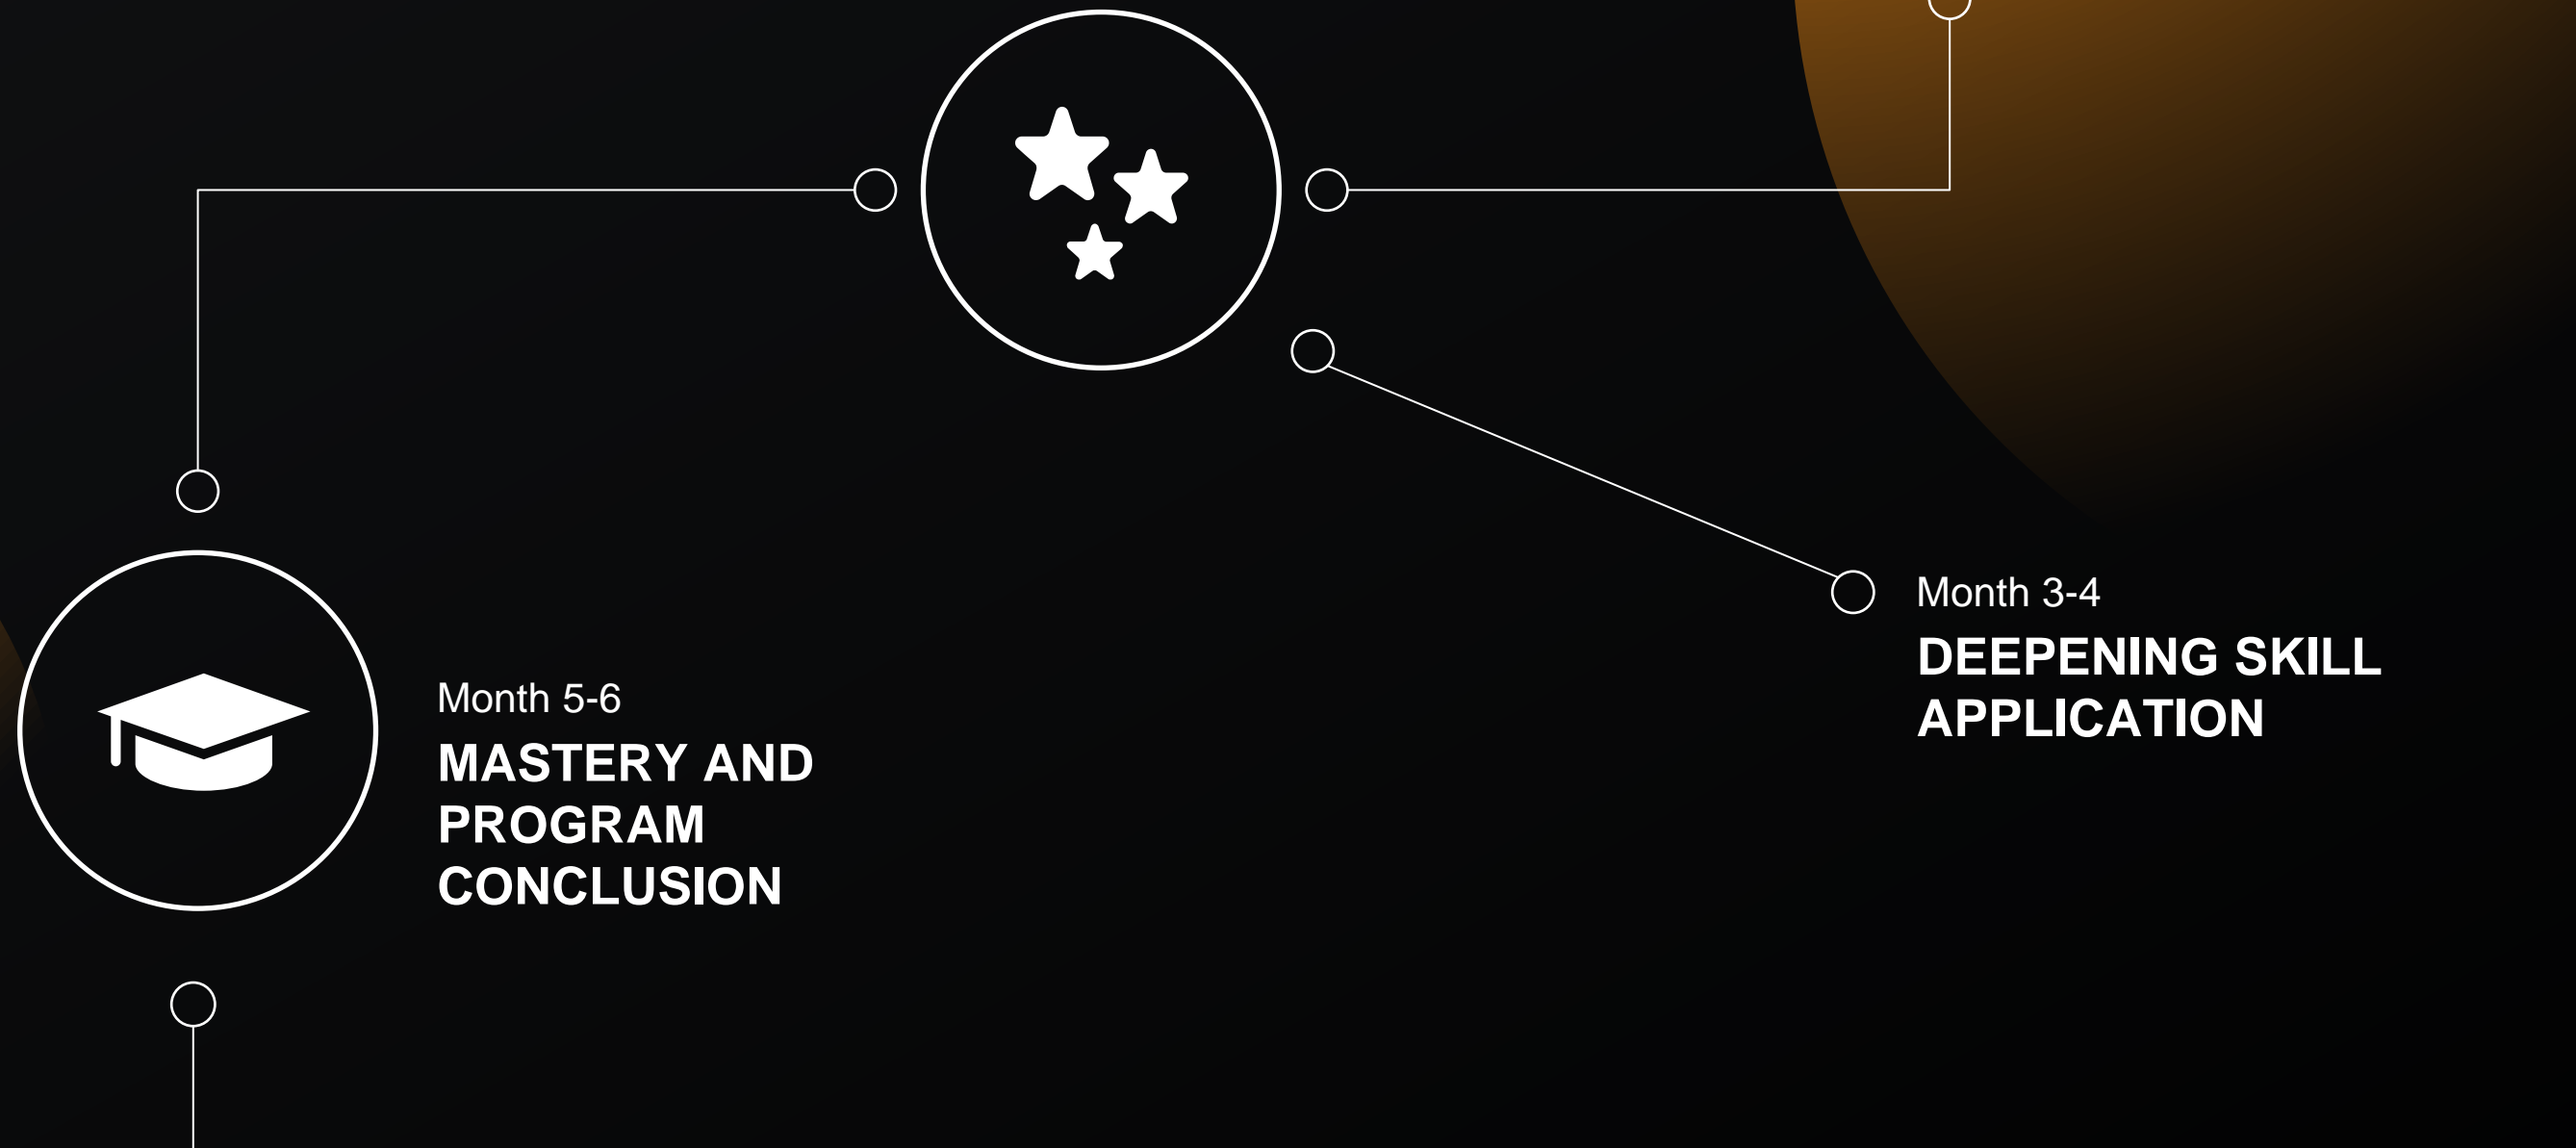 Month 3-4
DEEPENING SKILL
APPLICATION
Month 5-6
MASTERY AND
PROGRAM
CONCLUSION